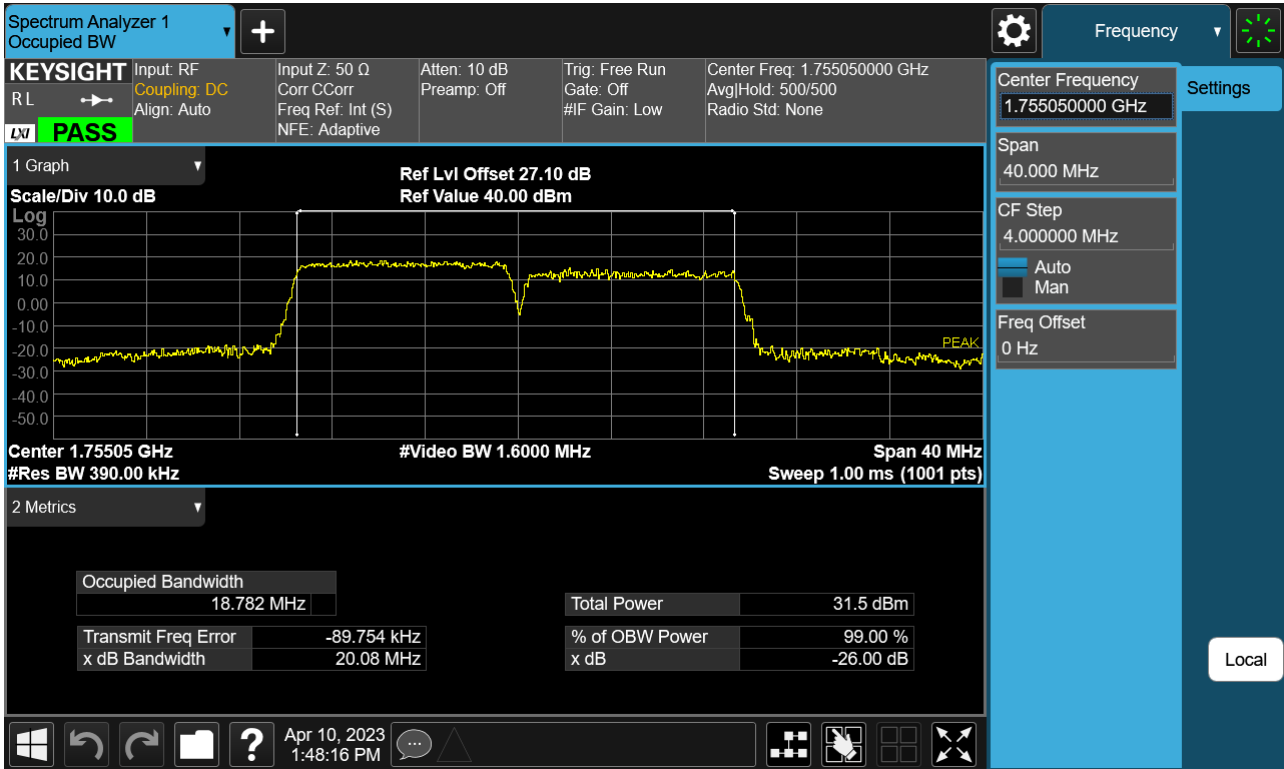 Spectrum Analyzer 1
Occupied BW
Frequency
KEYSIGHT
R L
LXI
PASS
Input: RF
Coupling: DC
Align: Auto
Input Z: 50 Ω
Corr CCorr
Freq Ref: Int (S)
NFE: Adaptive
Atten: 10 dB
Preamp: Off
Trig: Free Run
Gate: Off
#IF Gain: Low
Center Freq: 1.755050000 GHz
Avg|Hold: 500/500
Radio Std: None
Center Frequency
1.755050000 GHz
Settings
Span
40.000 MHz
CF Step
4.000000 MHz
Auto
Man
Freq Offset
0 Hz
Local
1 Graph
Ref Lvl Offset 27.10 dB
Scale/Div 10.0 dB
Ref Value 40.00 dBm
Log
30.0
20.0
10.0
0.00
-10.0
-20.0
-30.0
-40.0
-50.0
PEAK
Center 1.75505 GHz
#Video BW 1.6000 MHz
Span 40 MHz
#Res BW 390.00 kHz
Sweep 1.00 ms (1001 pts)
2 Metrics
Occupied Bandwidth
18.782 MHz
Total Power 31.5 dBm
Transmit Freq Error -89.754 kHz
% of OBW Power 99.00 %
x dB Bandwidth 20.08 MHz
x dB -26.00 dB
?
Apr 10, 2023
1:48:16 PM